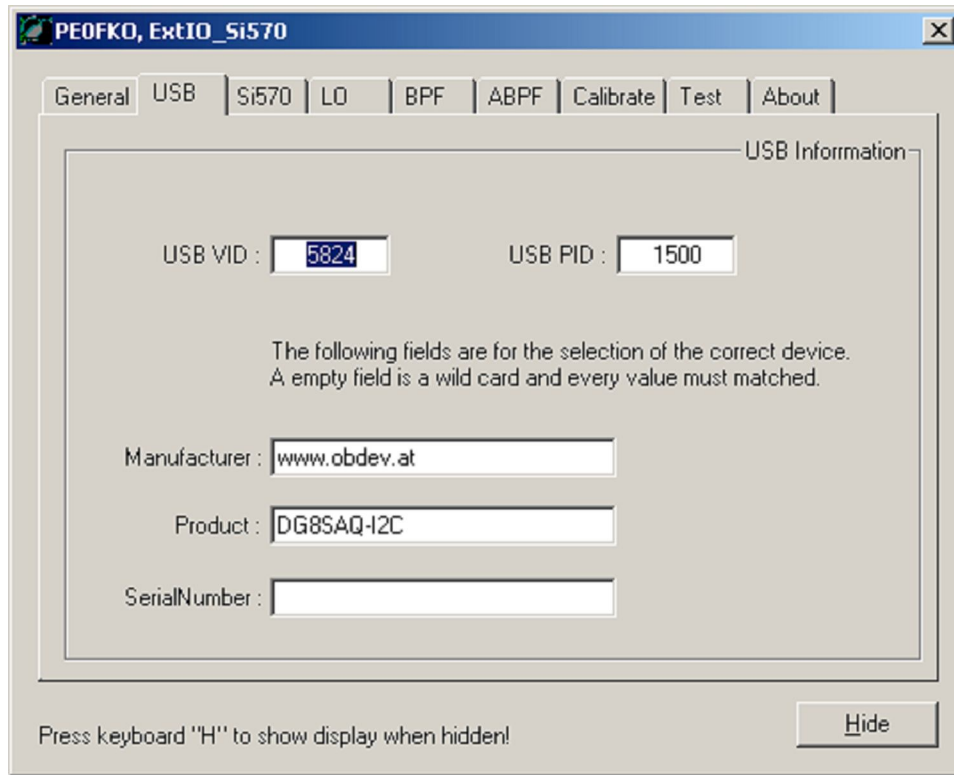 PE0FKO, ExtIO_Si570
General USB Si570 LO BPF ABPF Calibrate Test About
USB Inforrmation
USB VID : 5824 USB PID : 1500
The following fields are for the selection of the correct device.
A empty field is a wild card and every value must matched.
Manufacturer : www.obdev.at
Product : DG8SAQ-I2C
SerialNumber :
Press keyboard "H" to show display when hidden!
Hide